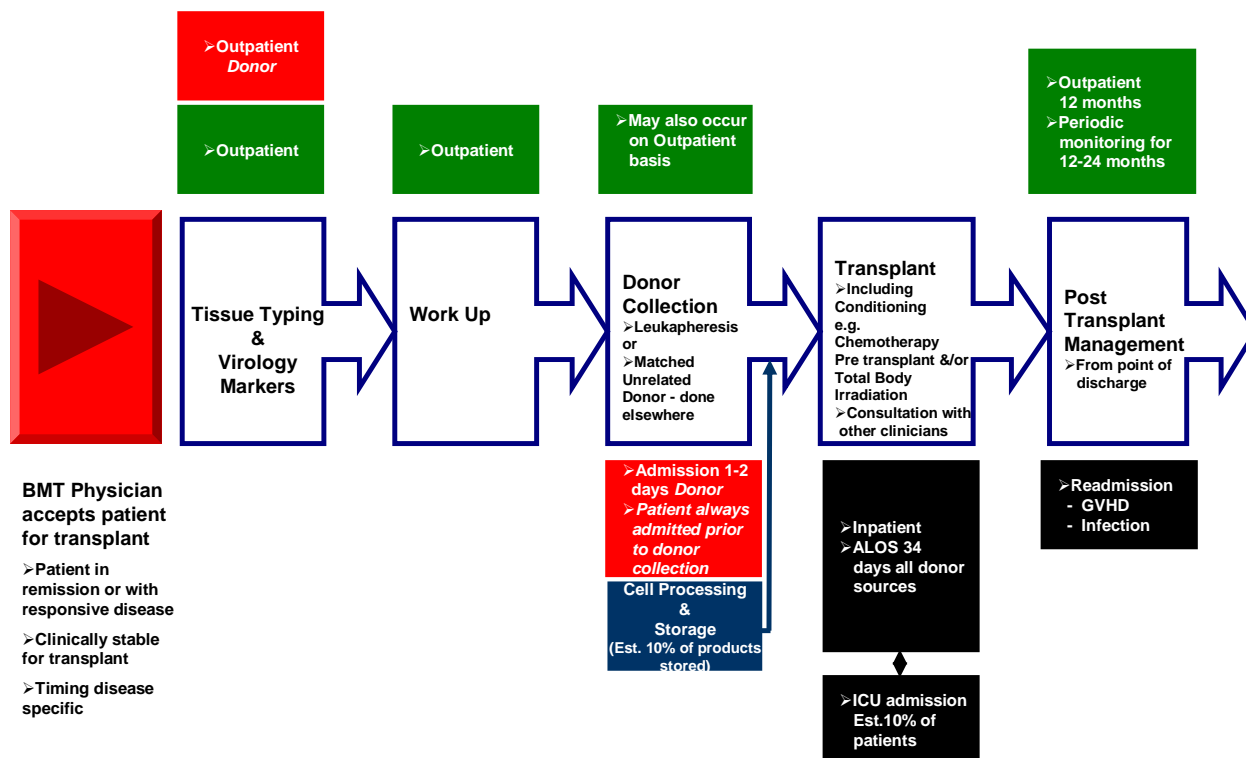 ➢Outpatient
Donor
➢Outpatient
➢Outpatient
➢May also occur
on Outpatient
basis
➢Outpatient
12 months
➢Periodic
monitoring for
12-24 months
Tissue Typing
&
Virology
Markers
Work Up
Donor
Collection
➢Leukapheresis
or
➢Matched
Unrelated
Donor - done
elsewhere
Transplant
➢Including
Conditioning
e.g.
Chemotherapy
Pre transplant &/or
Total Body
Irradiation
➢Consultation with
other clinicians
Post
Transplant
Management
➢From point of
discharge
BMT Physician
accepts patient
for transplant
➢Patient in
remission or with
responsive disease
➢Clinically stable
for transplant
➢Timing disease
specific
➢Admission 1-2
days Donor
➢Patient always
admitted prior
to donor
collection
Cell Processing
&
Storage
(Est. 10% of products
stored)
➢Inpatient
➢ALOS 34
days all donor
sources
➢ICU admission
Est.10% of
patients
➢Readmission
- GVHD
- Infection